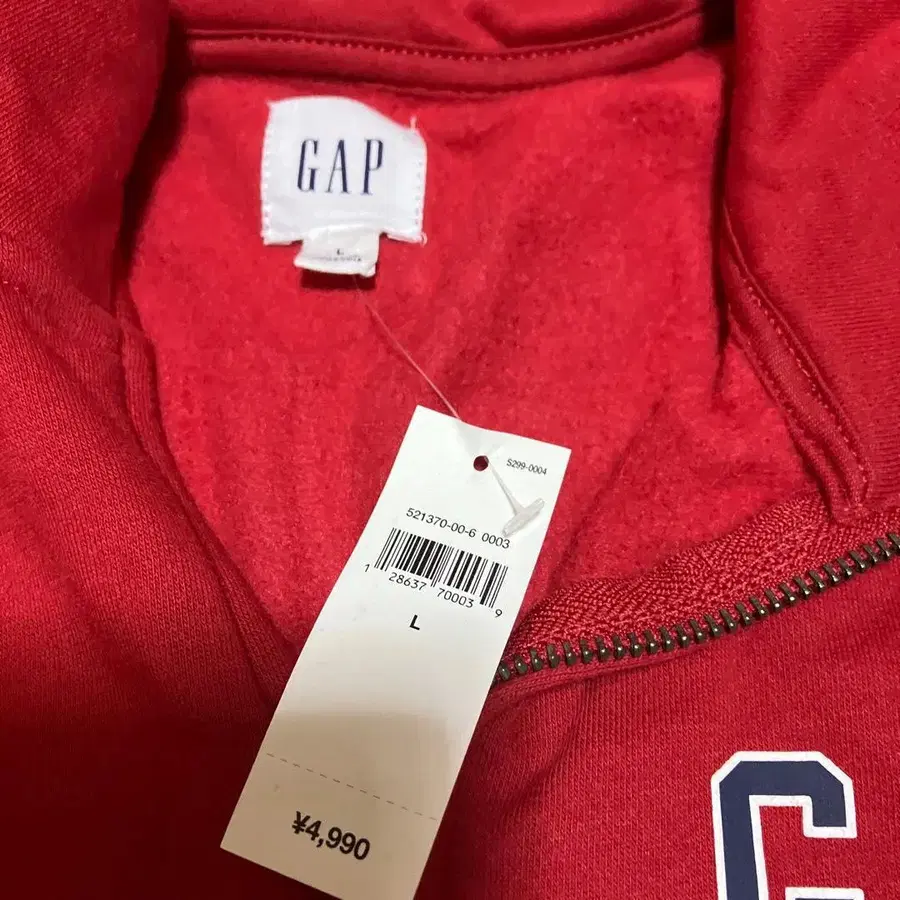 GAP
L
S299-0004
521370-00-6 0003
1 28637 70003 9
L
¥4,990
G